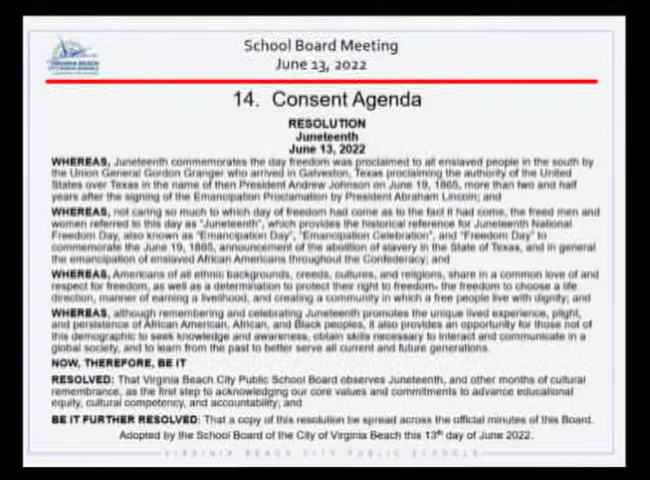 VIRGINIA BEACH
School Board Meeting
June 13, 2022
14. Consent Agenda
RESOLUTION
Juneteenth
June 13, 2022
WHEREAS, Juneteenth commemorates the day freedom was proclaimed to all enslaved people in the south by
the Union General Gordon Granger who arrived in Galveston, Texas proclaiming the authority of the United
States over Texas in the name of then President Andrew Johnson on June 19, 1865, more than two and half
years after the signing of the Emancipation Proclamation by President Abraham Lincoln; and
WHEREAS, not caring so much to which day of freedom had come as to the fact it had come, the freed men and
women referred to this day as "Juneteenth", which provides the historical reference for Juneteenth National
Freedom Day, also known as "Emancipation Day", "Emancipation Celebration", and "Freedom Day" to
commemorate the June 19, 1865, announcement of the abolition of slavery in the State of Texas, and in general
the emancipation of enslaved African Americans throughout the Confederacy; and
WHEREAS, Americans of all ethnic backgrounds, creeds, cultures, and religions, share in a common love of and
respect for freedom, as well as a determination to protect their right to freedom, the freedom to choose a life
direction, manner of earning a livelihood, and creating a community in which a free people live with dignity; and
WHEREAS, although remembering and celebrating Juneteenth promotes the unique lived experience, plight,
and persistence of African American, African, and Black peoples, it also provides an opportunity for those not of
this demographic to seek knowledge and awareness, obtain skills necessary to interact and communicate in a
global society, and to learn from the past to better serve all current and future generations.
NOW, THEREFORE, BE IT
RESOLVED: That Virginia Beach City Public School Board observes Juneteenth, and other months of cultural
remembrance, as the first step to acknowledging our core values and commitments to advance educational
equity, cultural competency, and accountability; and
BE IT FURTHER RESOLVED: That a copy of this resolution be spread across the official minutes of this Board.
Adopted by the School Board of the City of Virginia Beach this 13th day of June 2022.
VIRGINIA BEACH CITY PUBLIC SCHOOLS